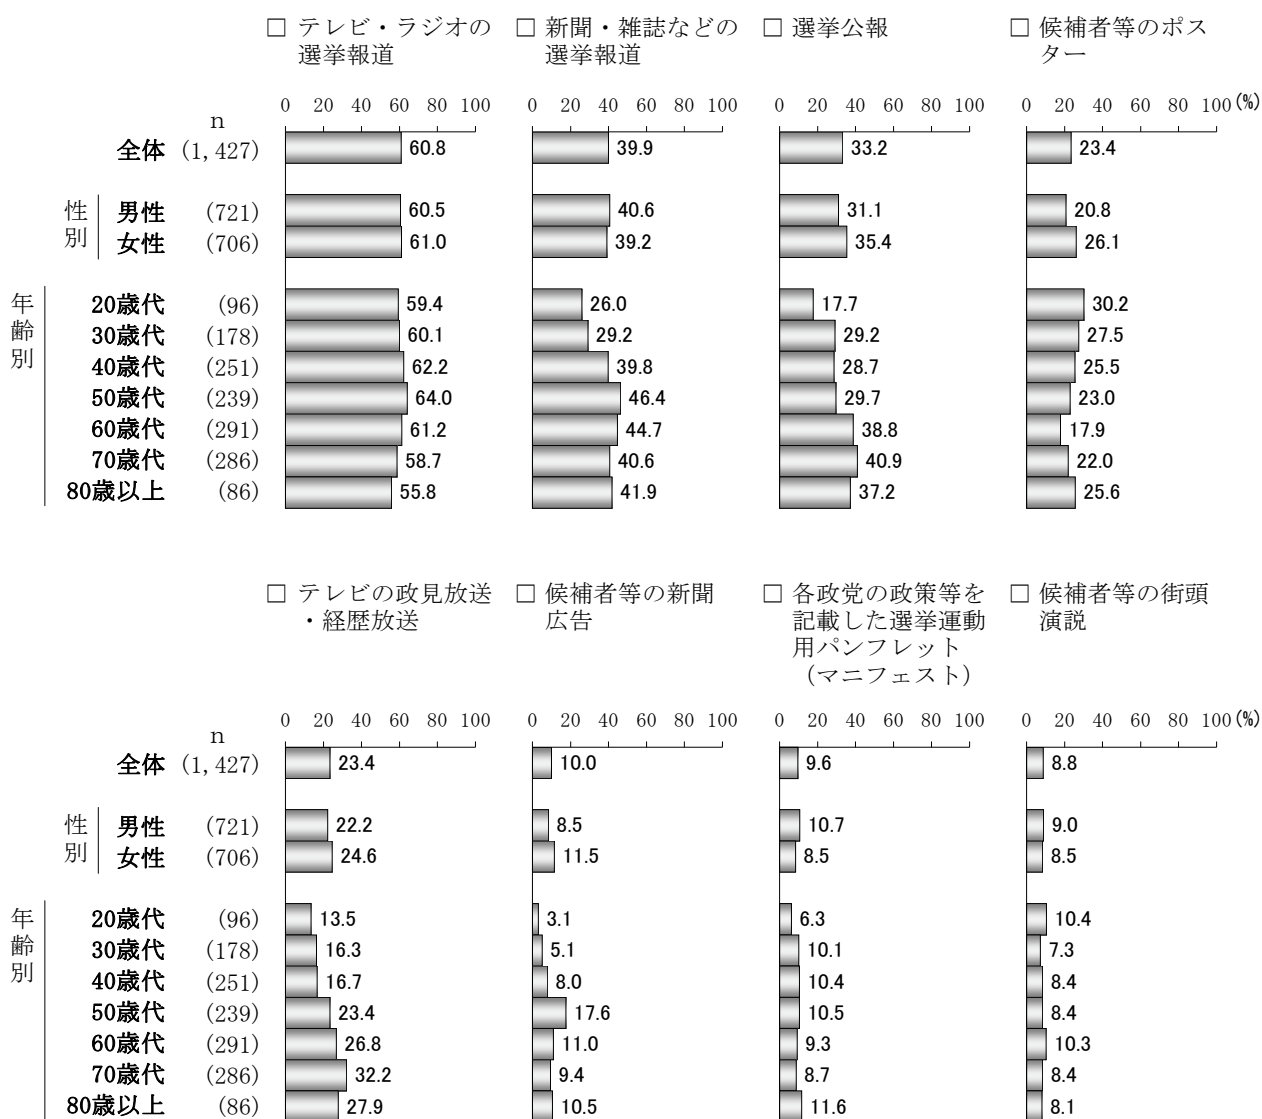 □ テレビ・ラジオの選挙報道 □ 新聞・雑誌などの選挙報道 □ 選挙公報 □ 候補者等のポスター
0 20 40 60 80 100 0 20 40 60 80 100 0 20 40 60 80 100 0 20 40 60 80 100 (%)
n
全体 (1,427) 60.8 39.9 33.2 23.4
性別
男性 (721) 60.5 40.6 31.1 20.8
女性 (706) 61.0 39.2 35.4 26.1
年齢別
20歳代 (96) 59.4 26.0 17.7 30.2
30歳代 (178) 60.1 29.2 29.2 27.5
40歳代 (251) 62.2 39.8 28.7 25.5
50歳代 (239) 64.0 46.4 29.7 23.0
60歳代 (291) 61.2 44.7 38.8 17.9
70歳代 (286) 58.7 40.6 40.9 22.0
80歳以上 (86) 55.8 41.9 37.2 25.6
□ テレビの政見放送・経歴放送 □ 候補者等の新聞広告 □ 各政党の政策等を記載した選挙運動用パンフレット（マニフェスト） □ 候補者等の街頭演説
0 20 40 60 80 100 0 20 40 60 80 100 0 20 40 60 80 100 0 20 40 60 80 100 (%)
n
全体 (1,427) 23.4 10.0 9.6 8.8
性別
男性 (721) 22.2 8.5 10.7 9.0
女性 (706) 24.6 11.5 8.5 8.5
年齢別
20歳代 (96) 13.5 3.1 6.3 10.4
30歳代 (178) 16.3 5.1 10.1 7.3
40歳代 (251) 16.7 8.0 10.4 8.4
50歳代 (239) 23.4 17.6 10.5 8.4
60歳代 (291) 26.8 11.0 9.3 10.3
70歳代 (286) 32.2 9.4 8.7 8.4
80歳以上 (86) 27.9 10.5 11.6 8.1